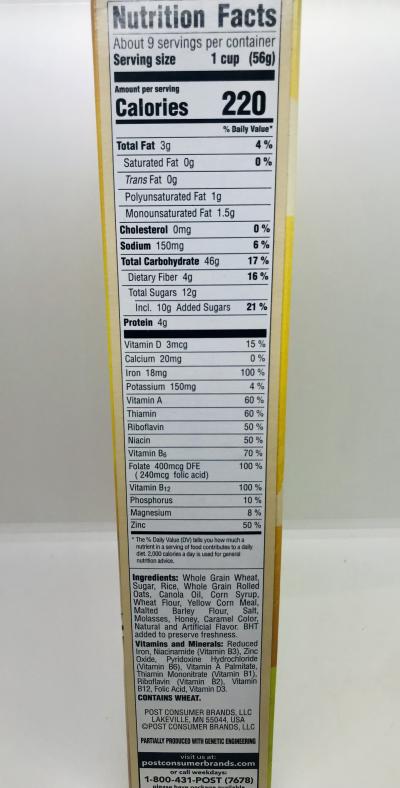 Nutrition Facts
About 9 servings per container
Serving size 1 cup (56g)
Amount per serving
Calories 220
% Daily Value*
Total Fat 3g 4 %
Saturated Fat 0g 0 %
Trans Fat 0g
Polyunsaturated Fat 1g
Monounsaturated Fat 1.5g
Cholesterol 0mg 0 %
Sodium 150mg 6 %
Total Carbohydrate 46g 17 %
Dietary Fiber 4g 16 %
Total Sugars 12g
Incl. 10g Added Sugars 21 %
Protein 4g
Vitamin D 3mcg 15 %
Calcium 20mg 0 %
Iron 18mg 100 %
Potassium 150mg 4 %
Vitamin A 60 %
Thiamin 60 %
Riboflavin 50 %
Niacin 50 %
Vitamin B6 70 %
Folate 400mcg DFE 100 %
( 240mcg folic acid)
Vitamin B12 100 %
Phosphorus 10 %
Magnesium 8 %
Zinc 50 %
* The % Daily Value (DV) tells you how much a
nutrient in a serving of food contributes to a daily
diet. 2,000 calories a day is used for general
nutrition advice.
Ingredients: Whole Grain Wheat,
Sugar, Rice, Whole Grain Rolled
Oats, Canola Oil, Corn Syrup,
Wheat Flour, Yellow Corn Meal,
Malted Barley Flour, Salt,
Molasses, Honey, Caramel Color,
Natural and Artificial Flavor. BHT
added to preserve freshness.
Vitamins and Minerals: Reduced
Iron, Niacinamide (Vitamin B3), Zinc
Oxide, Pyridoxine Hydrochloride
(Vitamin B6), Vitamin A Palmitate,
Thiamin Mononitrate (Vitamin B1),
Riboflavin (Vitamin B2), Vitamin
B12, Folic Acid, Vitamin D3.
CONTAINS WHEAT.
POST CONSUMER BRANDS, LLC
LAKEVILLE, MN 55044, USA
©POST CONSUMER BRANDS, LLC
PARTIALLY PRODUCED WITH GENETIC ENGINEERING
visit us at:
postconsumerbrands.com
or call weekdays:
1-800-431-POST (7678)
please have package available